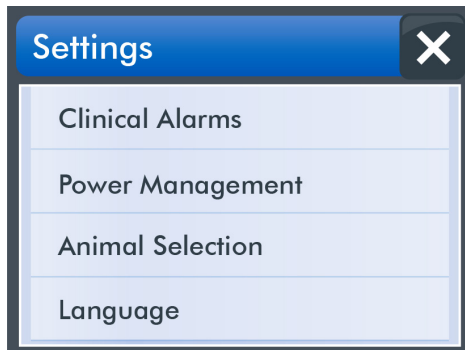 Settings
Clinical Alarms
Power Management
Animal Selection
Language